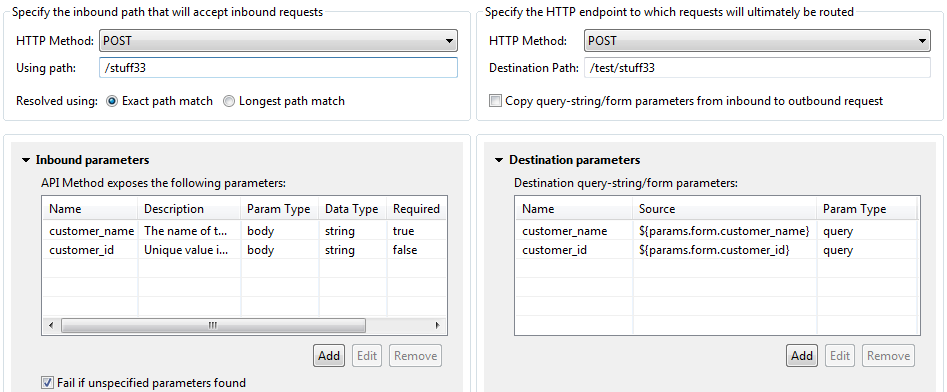 Specify the inbound path that will accept inbound requests
HTTP Method: POST
Using path: /stuff33
Resolved using: Exact path match Longest path match
Specify the HTTP endpoint to which requests will ultimately be routed
HTTP Method: POST
Destination Path: /test/stuff33
Copy query-string/form parameters from inbound to outbound request
Inbound parameters
API Method exposes the following parameters:
Name Description Param Type Data Type Required
customer_name The name of t... body string true
customer_id Unique value i... body string false
Add Edit Remove
Fail if unspecified parameters found
Destination parameters
Destination query-string/form parameters:
Name Source Param Type
customer_name ${params.form.customer_name} query
customer_id ${params.form.customer_id} query
Add Edit Remove